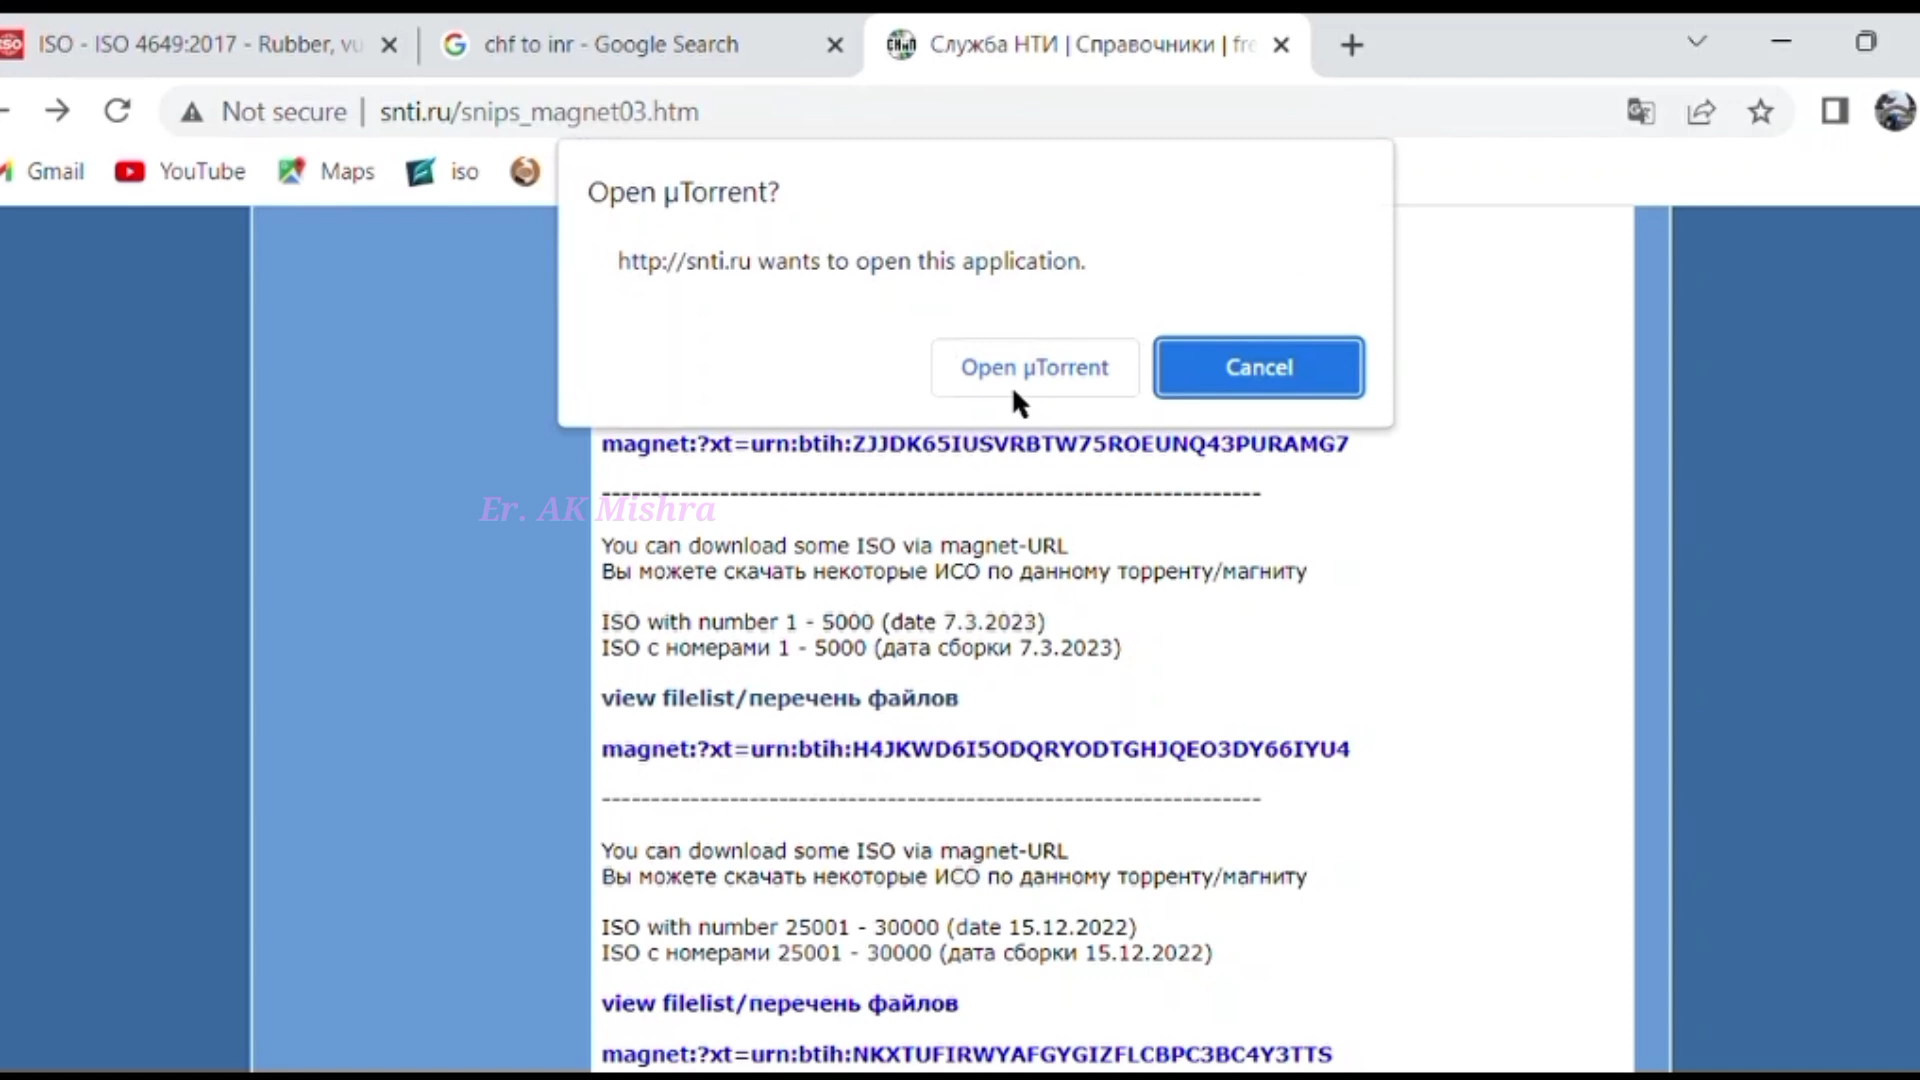 ISO - ISO 4649:2017 - Rubber, vu
chf to inr - Google Search
Служба НТИ | Справочники | fre
Not secure | snti.ru/snips_magnet03.htm
Gmail
YouTube
Maps
iso
Open µTorrent?
http://snti.ru wants to open this application.
Open µTorrent
Cancel
magnet:?xt=urn:btih:ZJJDK65IUSVRBTW75ROEUNQ43PURAMG7
------------------------------------------------------------------
Er. AK Mishra
You can download some ISO via magnet-URL
Вы можете скачать некоторые ИСО по данному торренту/магниту
ISO with number 1 - 5000 (date 7.3.2023)
ISO с номерами 1 - 5000 (дата сборки 7.3.2023)
view filelist/перечень файлов
magnet:?xt=urn:btih:H4JKWD6I5ODQRYODTGHJQEO3DY66IYU4
------------------------------------------------------------------
You can download some ISO via magnet-URL
Вы можете скачать некоторые ИСО по данному торренту/магниту
ISO with number 25001 - 30000 (date 15.12.2022)
ISO с номерами 25001 - 30000 (дата сборки 15.12.2022)
view filelist/перечень файлов
magnet:?xt=urn:btih:NKXTUFIRWYAFGYGIZFLCBPC3BC4Y3TTS